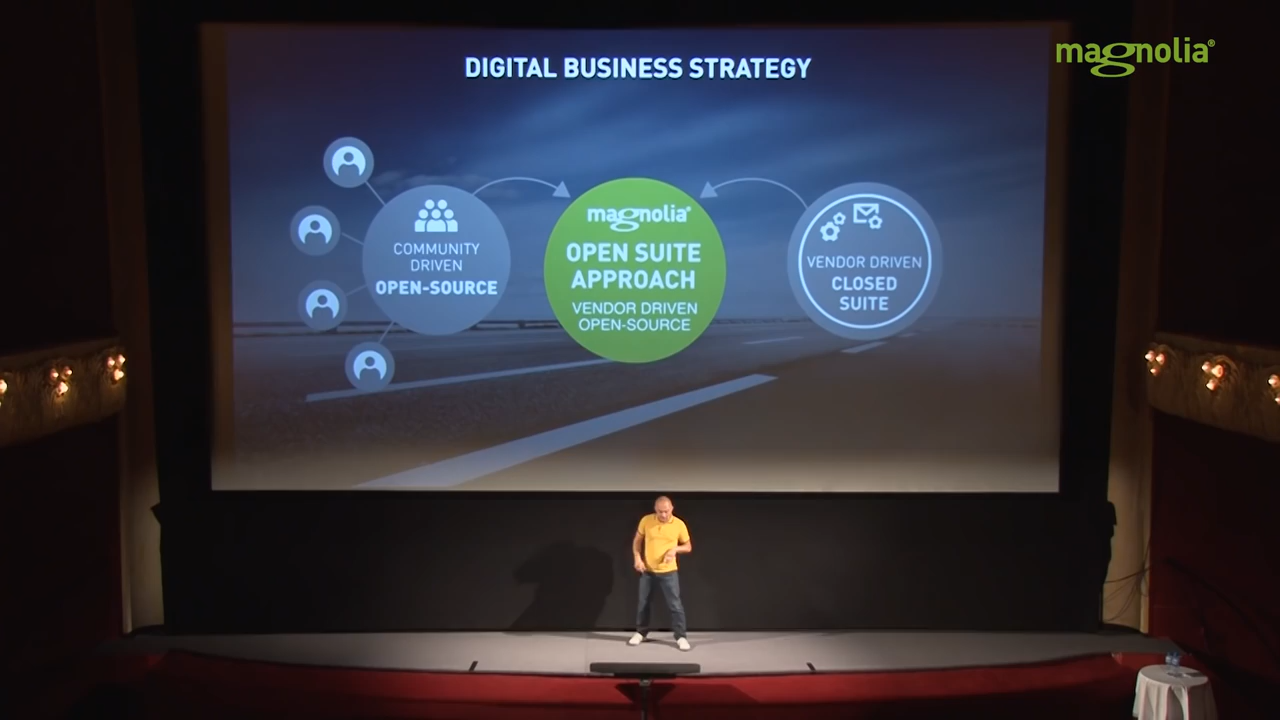 magnolia®
DIGITAL BUSINESS STRATEGY
COMMUNITY
DRIVEN
OPEN-SOURCE
magnolia®
OPEN SUITE
APPROACH
VENDOR DRIVEN
OPEN-SOURCE
VENDOR DRIVEN
CLOSED
SUITE